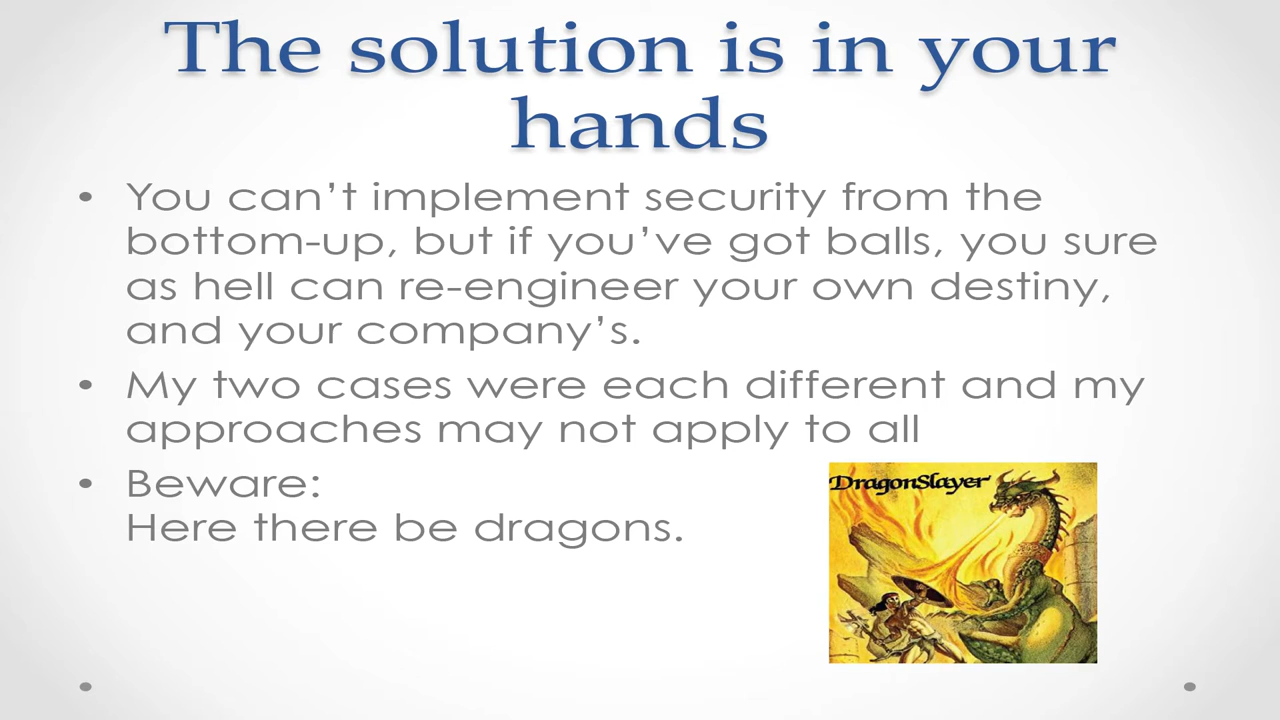 The solution is in your
hands
• You can’t implement security from the
bottom-up, but if you’ve got balls, you sure
as hell can re-engineer your own destiny,
and your company’s.
• My two cases were each different and my
approaches may not apply to all
• Beware:
Here there be dragons.
DragonSlayer